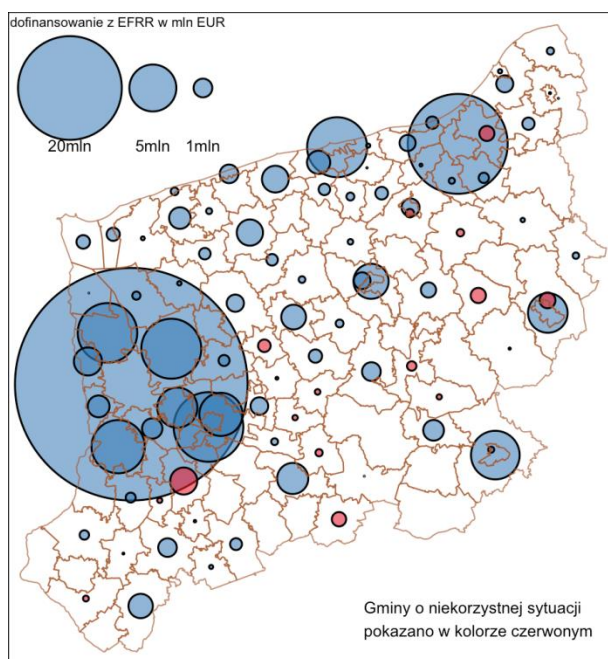 dofinansowanie z EFRR w mln EUR
20mln 5mln 1mln
Gminy o niekorzystnej sytuacji
pokazano w kolorze czerwonym